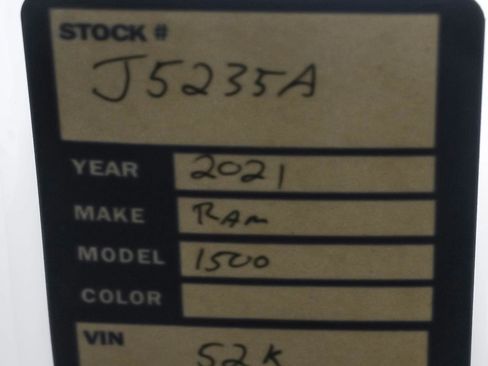 STOCK #
J5235A
YEAR 2021
MAKE RAM
MODEL 1500
COLOR
VIN
52K